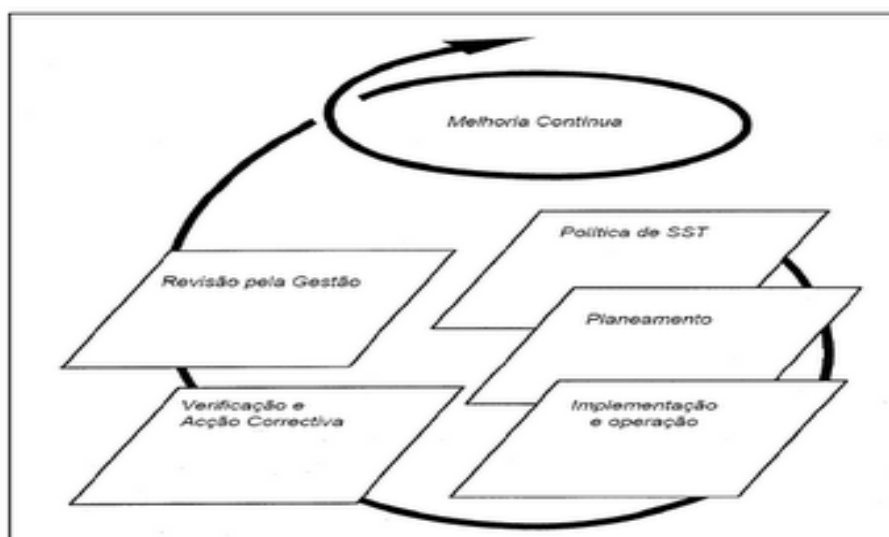 Melhoria Contínua
Política de SST
Revisão pela Gestão
Planeamento
Verificação e
Acção Correctiva
Implementação
e operação